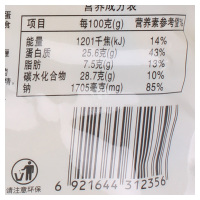 营养成分表
项目 每100克(g) 营养素参考值%
能量 1201千焦(kJ) 14%
蛋白质 25.6克(g) 43%
脂肪 7.5克(g) 13%
碳水化合物 28.7克(g) 10%
钠 1705毫克(mg) 85%
请注意环保
6 921644 312356